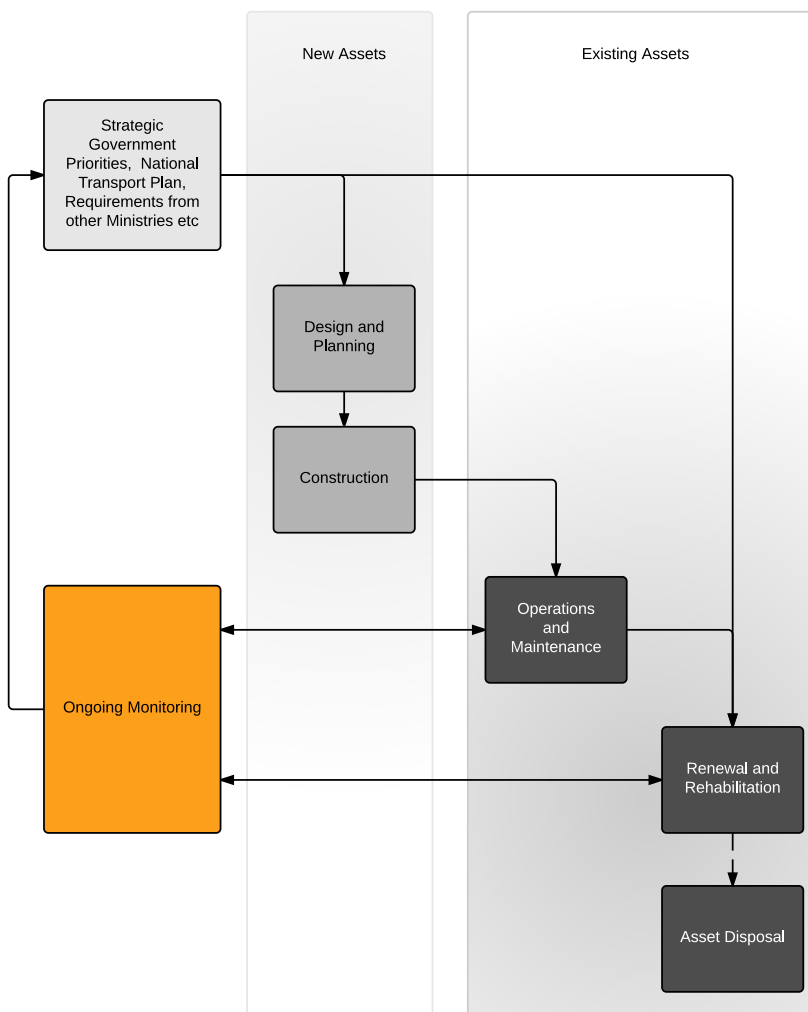 New Assets
Existing Assets
Strategic
Government
Priorities,  National
Transport Plan,
Requirements from
other Ministries etc
Design and
Planning
Construction
Operations
and
Maintenance
Ongoing Monitoring
Renewal and
Rehabilitation
Asset Disposal